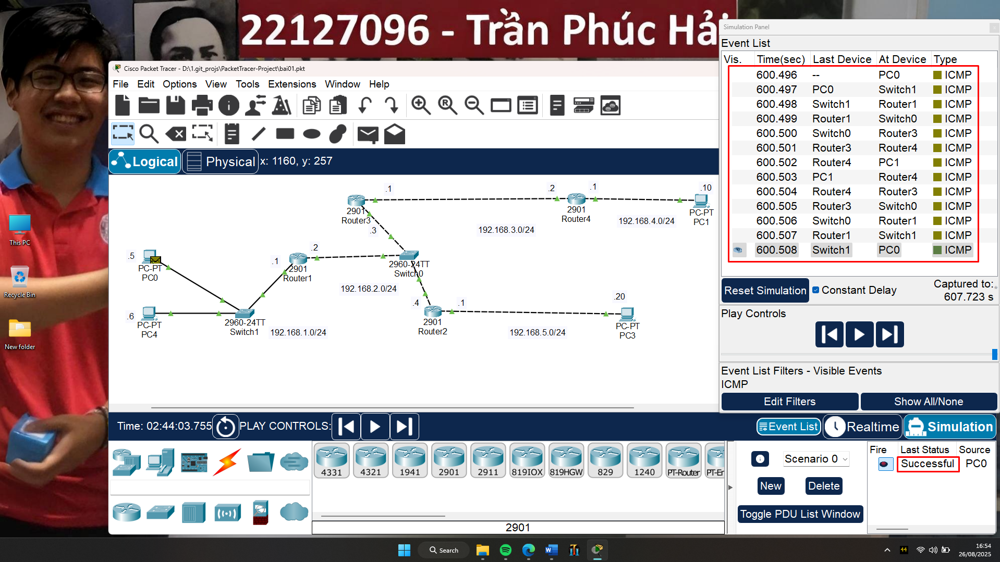 22127096 - Trần Phúc Hải
This PC
Recycle Bin
New folder
Cisco Packet Tracer - D:\1.git_projs\PacketTracer-Project\bai01.pkt
File Edit Options View Tools Extensions Window Help
Logical Physical x: 1160, y: 257
.1
.2
.1
.10
2901
Router3
2901
Router4
PC-PT
PC1
192.168.4.0/24
192.168.3.0/24
.3
.5
.1
.2
PC-PT
PC0
2901
Router1
2960-24TT
Switch0
192.168.2.0/24
.6
PC-PT
PC4
2960-24TT
Switch1
192.168.1.0/24
.4
.1
.20
2901
Router2
192.168.5.0/24
PC-PT
PC3
Time: 02:44:03.755 PLAY CONTROLS:
4331 4321 1941 2901 2911 819IOX 819HGW 829 1240 PT-Router
2901
Simulation Panel
Event List
Vis. Time(sec) Last Device At Device Type
600.496 -- PC0 ICMP
600.497 PC0 Switch1 ICMP
600.498 Switch1 Router1 ICMP
600.499 Router1 Switch0 ICMP
600.500 Switch0 Router3 ICMP
600.501 Router3 Router4 ICMP
600.502 Router4 PC1 ICMP
600.503 PC1 Router4 ICMP
600.504 Router4 Router3 ICMP
600.505 Router3 Switch0 ICMP
600.506 Switch0 Router1 ICMP
600.507 Router1 Switch1 ICMP
600.508 Switch1 PC0 ICMP
Reset Simulation Constant Delay Captured to:*
607.723 s
Play Controls
Event List Filters - Visible Events
ICMP
Edit Filters Show All/None
Event List Realtime Simulation
Scenario 0
New Delete
Toggle PDU List Window
Fire Last Status Source
Successful PC0
Search
44
16:54
26/08/2025